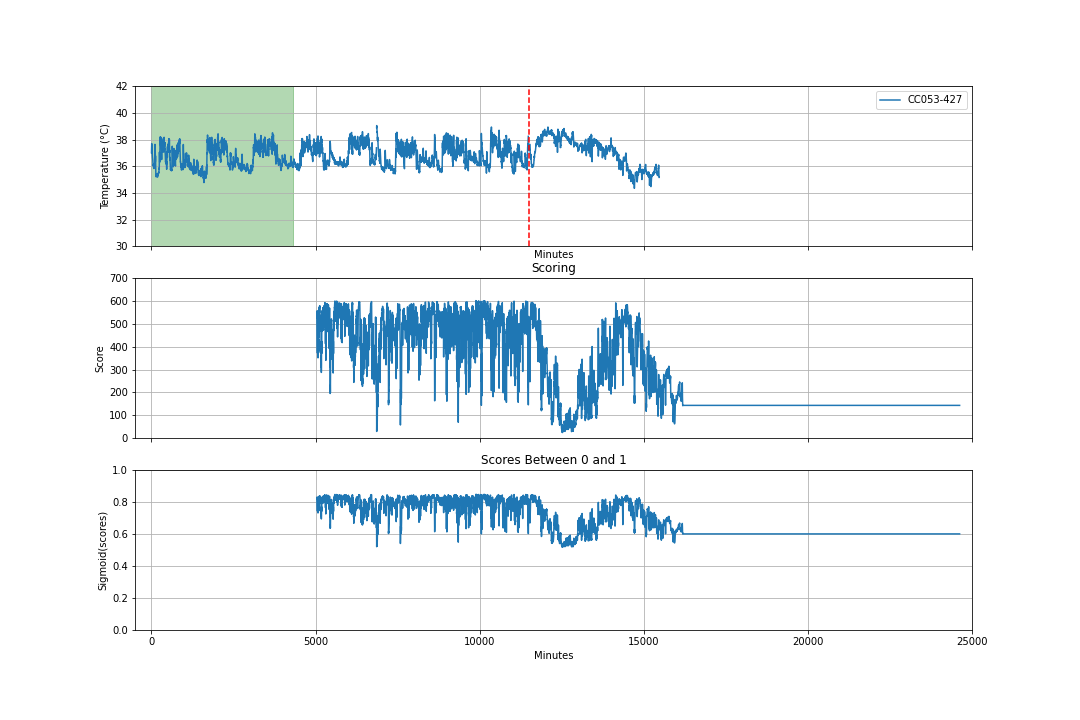 42
40
38
36
34
32
30
Temperature (°C)
CC053-427
Minutes
Scoring
700
600
500
400
300
200
100
0
Score
Scores Between 0 and 1
1.0
0.8
0.6
0.4
0.2
0.0
Sigmoid(scores)
0 5000 10000 15000 20000 25000
Minutes